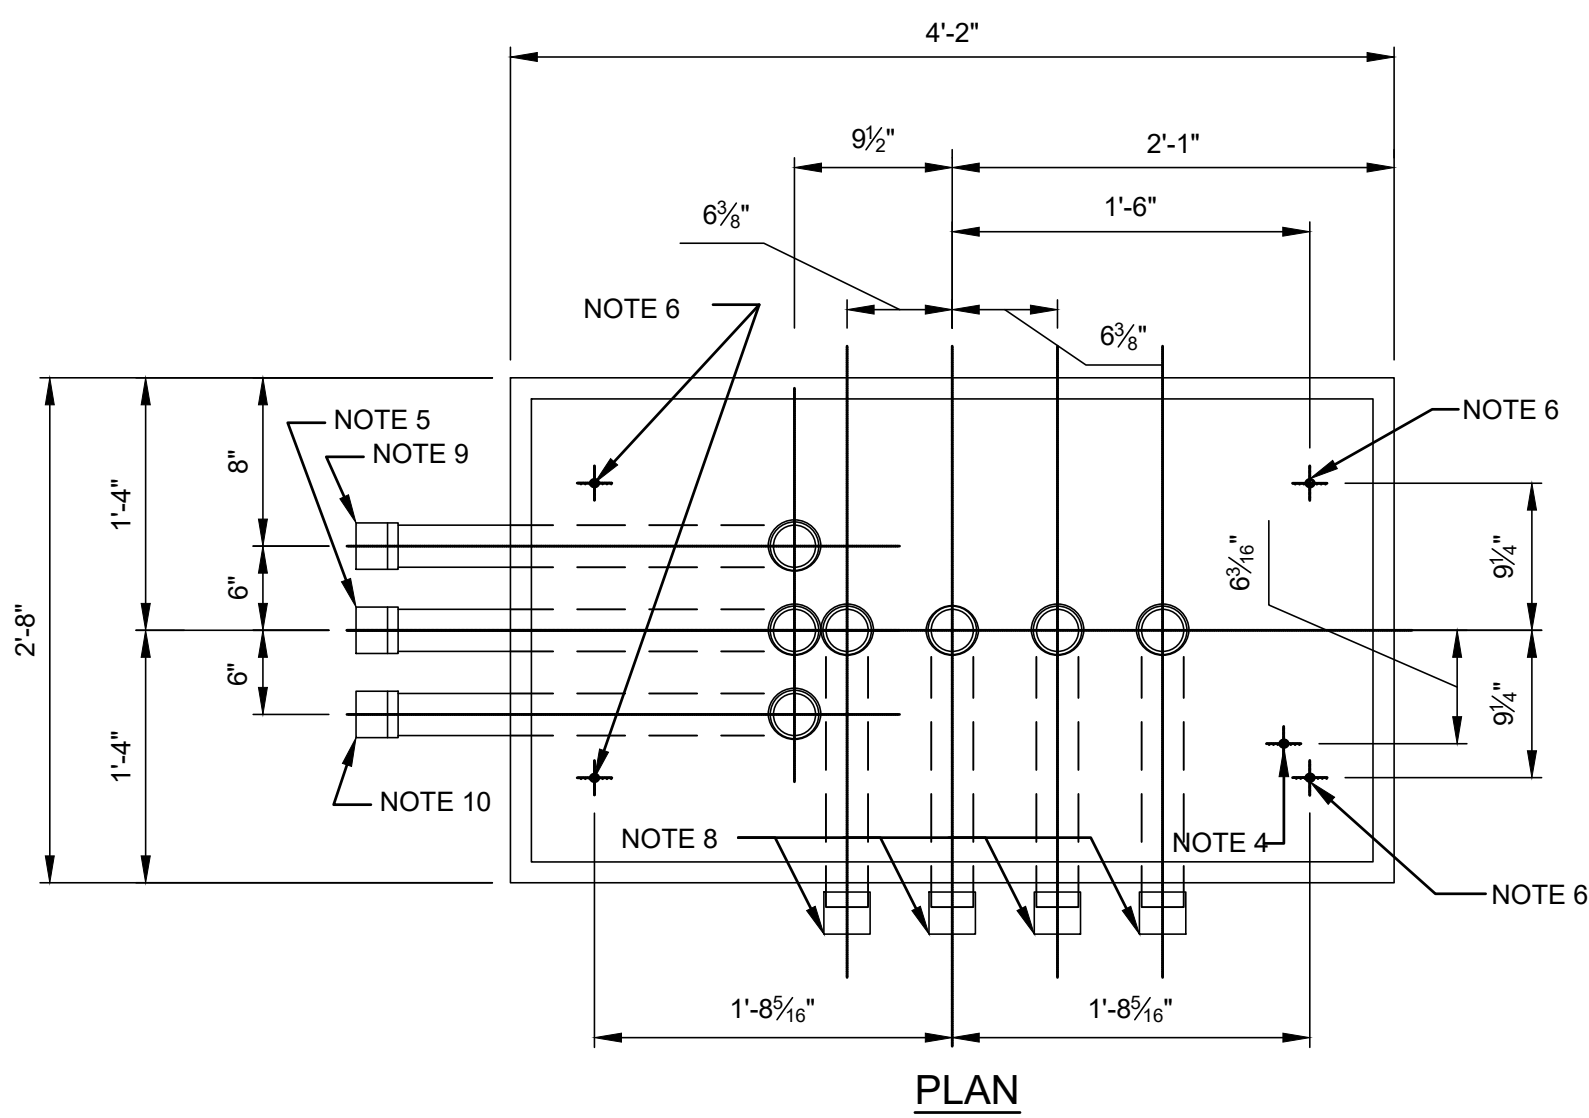 4'-2"
9½"
2'-1"
6⅜"
1'-6"
NOTE 6
6⅜"
NOTE 5
NOTE 9
NOTE 6
8"
1'-4"
6"
6³⁄₁₆"
9¼"
2'-8"
6"
9¼"
1'-4"
NOTE 10
NOTE 8
NOTE 4
NOTE 6
1'-8⁵⁄₁₆"
1'-8⁵⁄₁₆"
PLAN